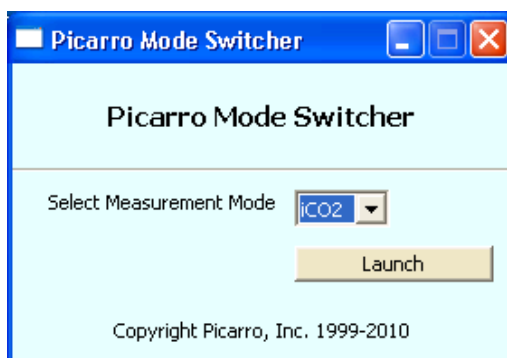 Picarro Mode Switcher
Picarro Mode Switcher
Select Measurement Mode iCO2
Launch
Copyright Picarro, Inc. 1999-2010